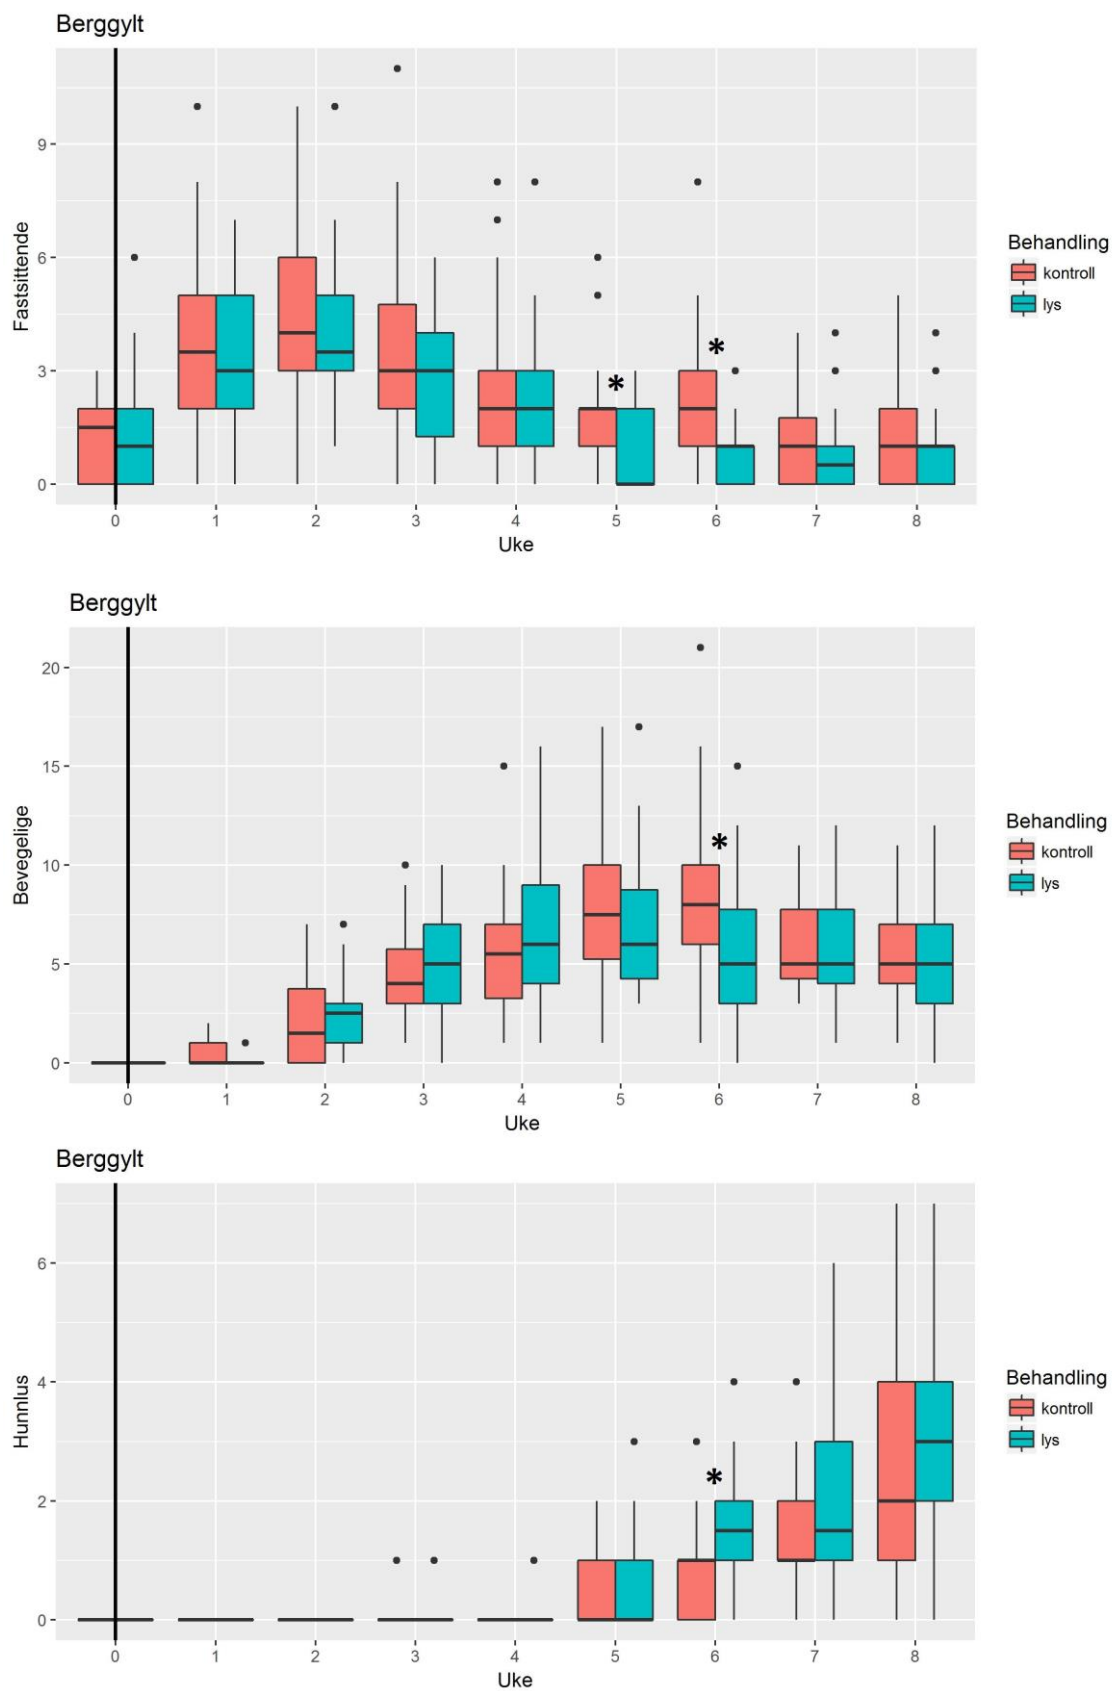 Berggylt
9
6
3
0
Fastsittende
0 1 2 3 4 5 6 7 8
Uke
* *
Behandling
kontroll
lys
Berggylt
20
15
10
5
0
Bevegelige
0 1 2 3 4 5 6 7 8
Uke
*
Behandling
kontroll
lys
Berggylt
6
4
2
0
Hunnlus
0 1 2 3 4 5 6 7 8
Uke
*
Behandling
kontroll
lys